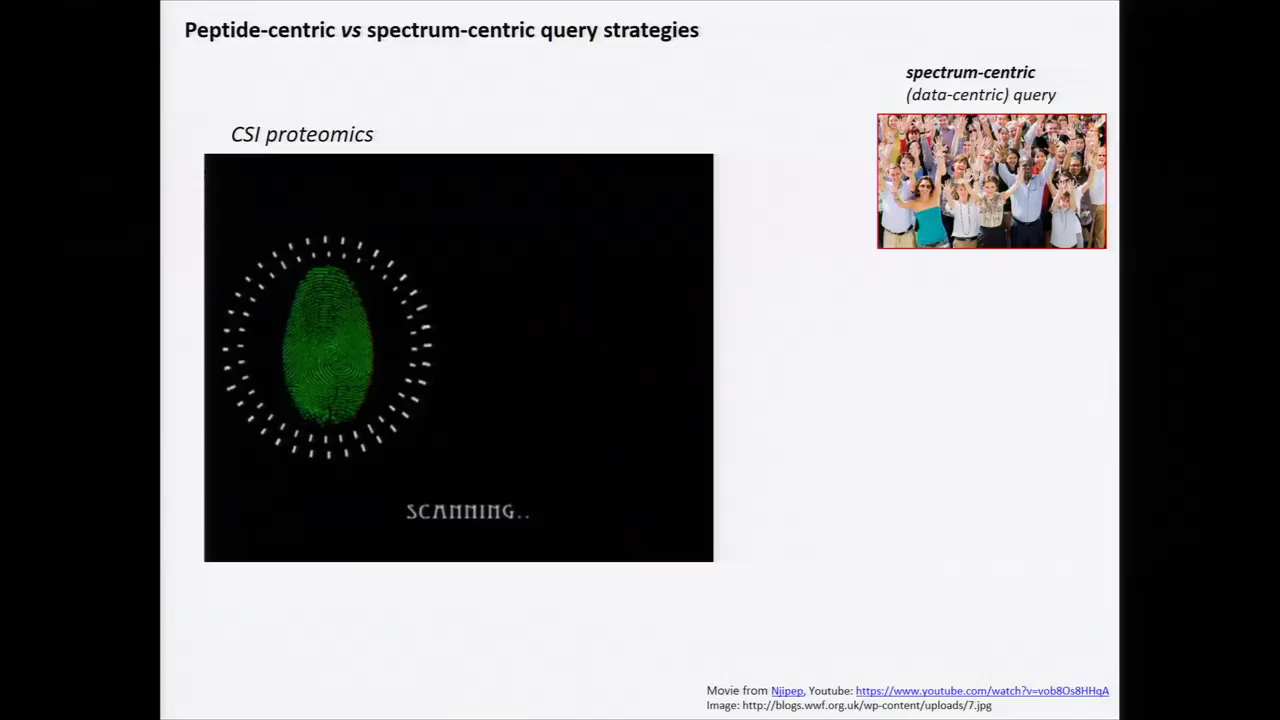 Peptide-centric vs spectrum-centric query strategies
spectrum-centric
(data-centric) query
CSI proteomics
SCANNING..
Movie from Njipep, Youtube: https://www.youtube.com/watch?v=vob8Os8HHqA
Image: http://blogs.wwf.org.uk/wp-content/uploads/7.jpg